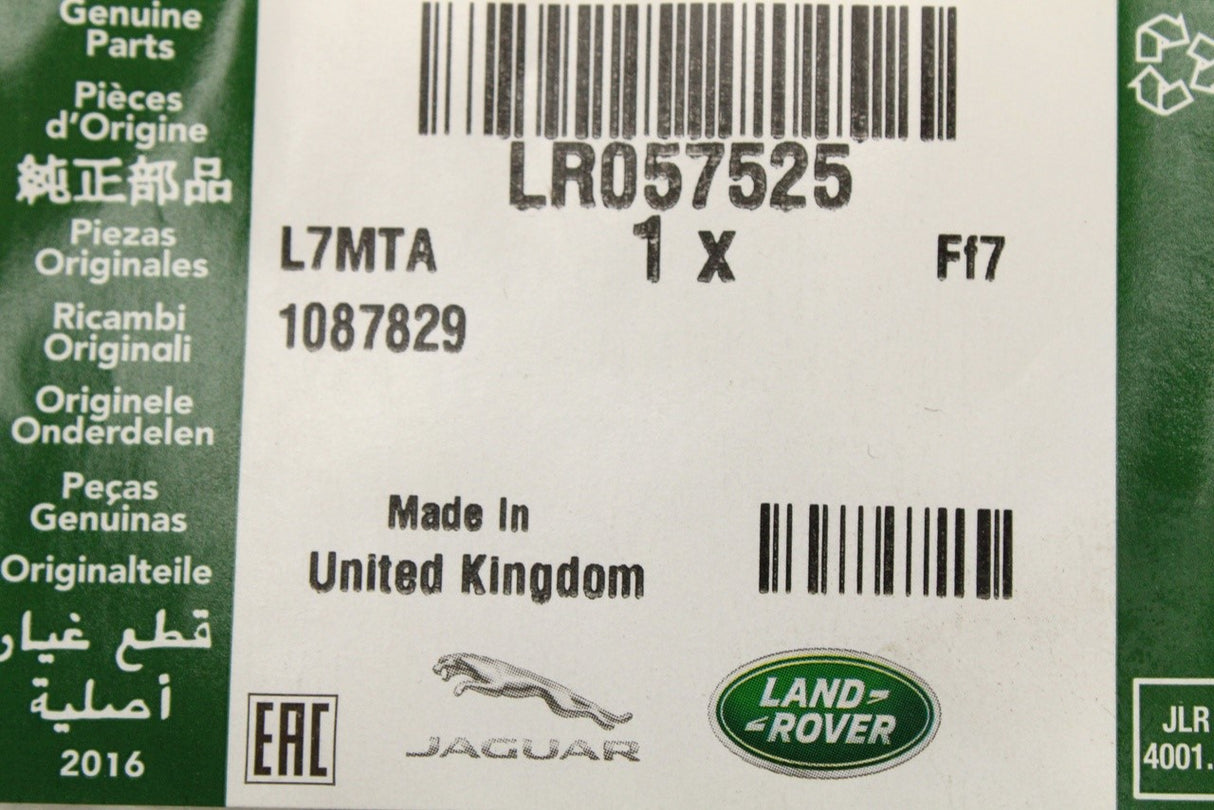 Genuine
Parts
Pièces
d'Origine
純正部品
Piezas
Originales
Ricambi
Originali
Originele
Onderdelen
Peças
Genuinas
Originalteile
قطع غيار
أصلية
2016
LR057525
L7MTA 1 x Ff7
1087829
Made In
United Kingdom
EAC
JAGUAR
LAND-
-ROVER
JLR
4001.